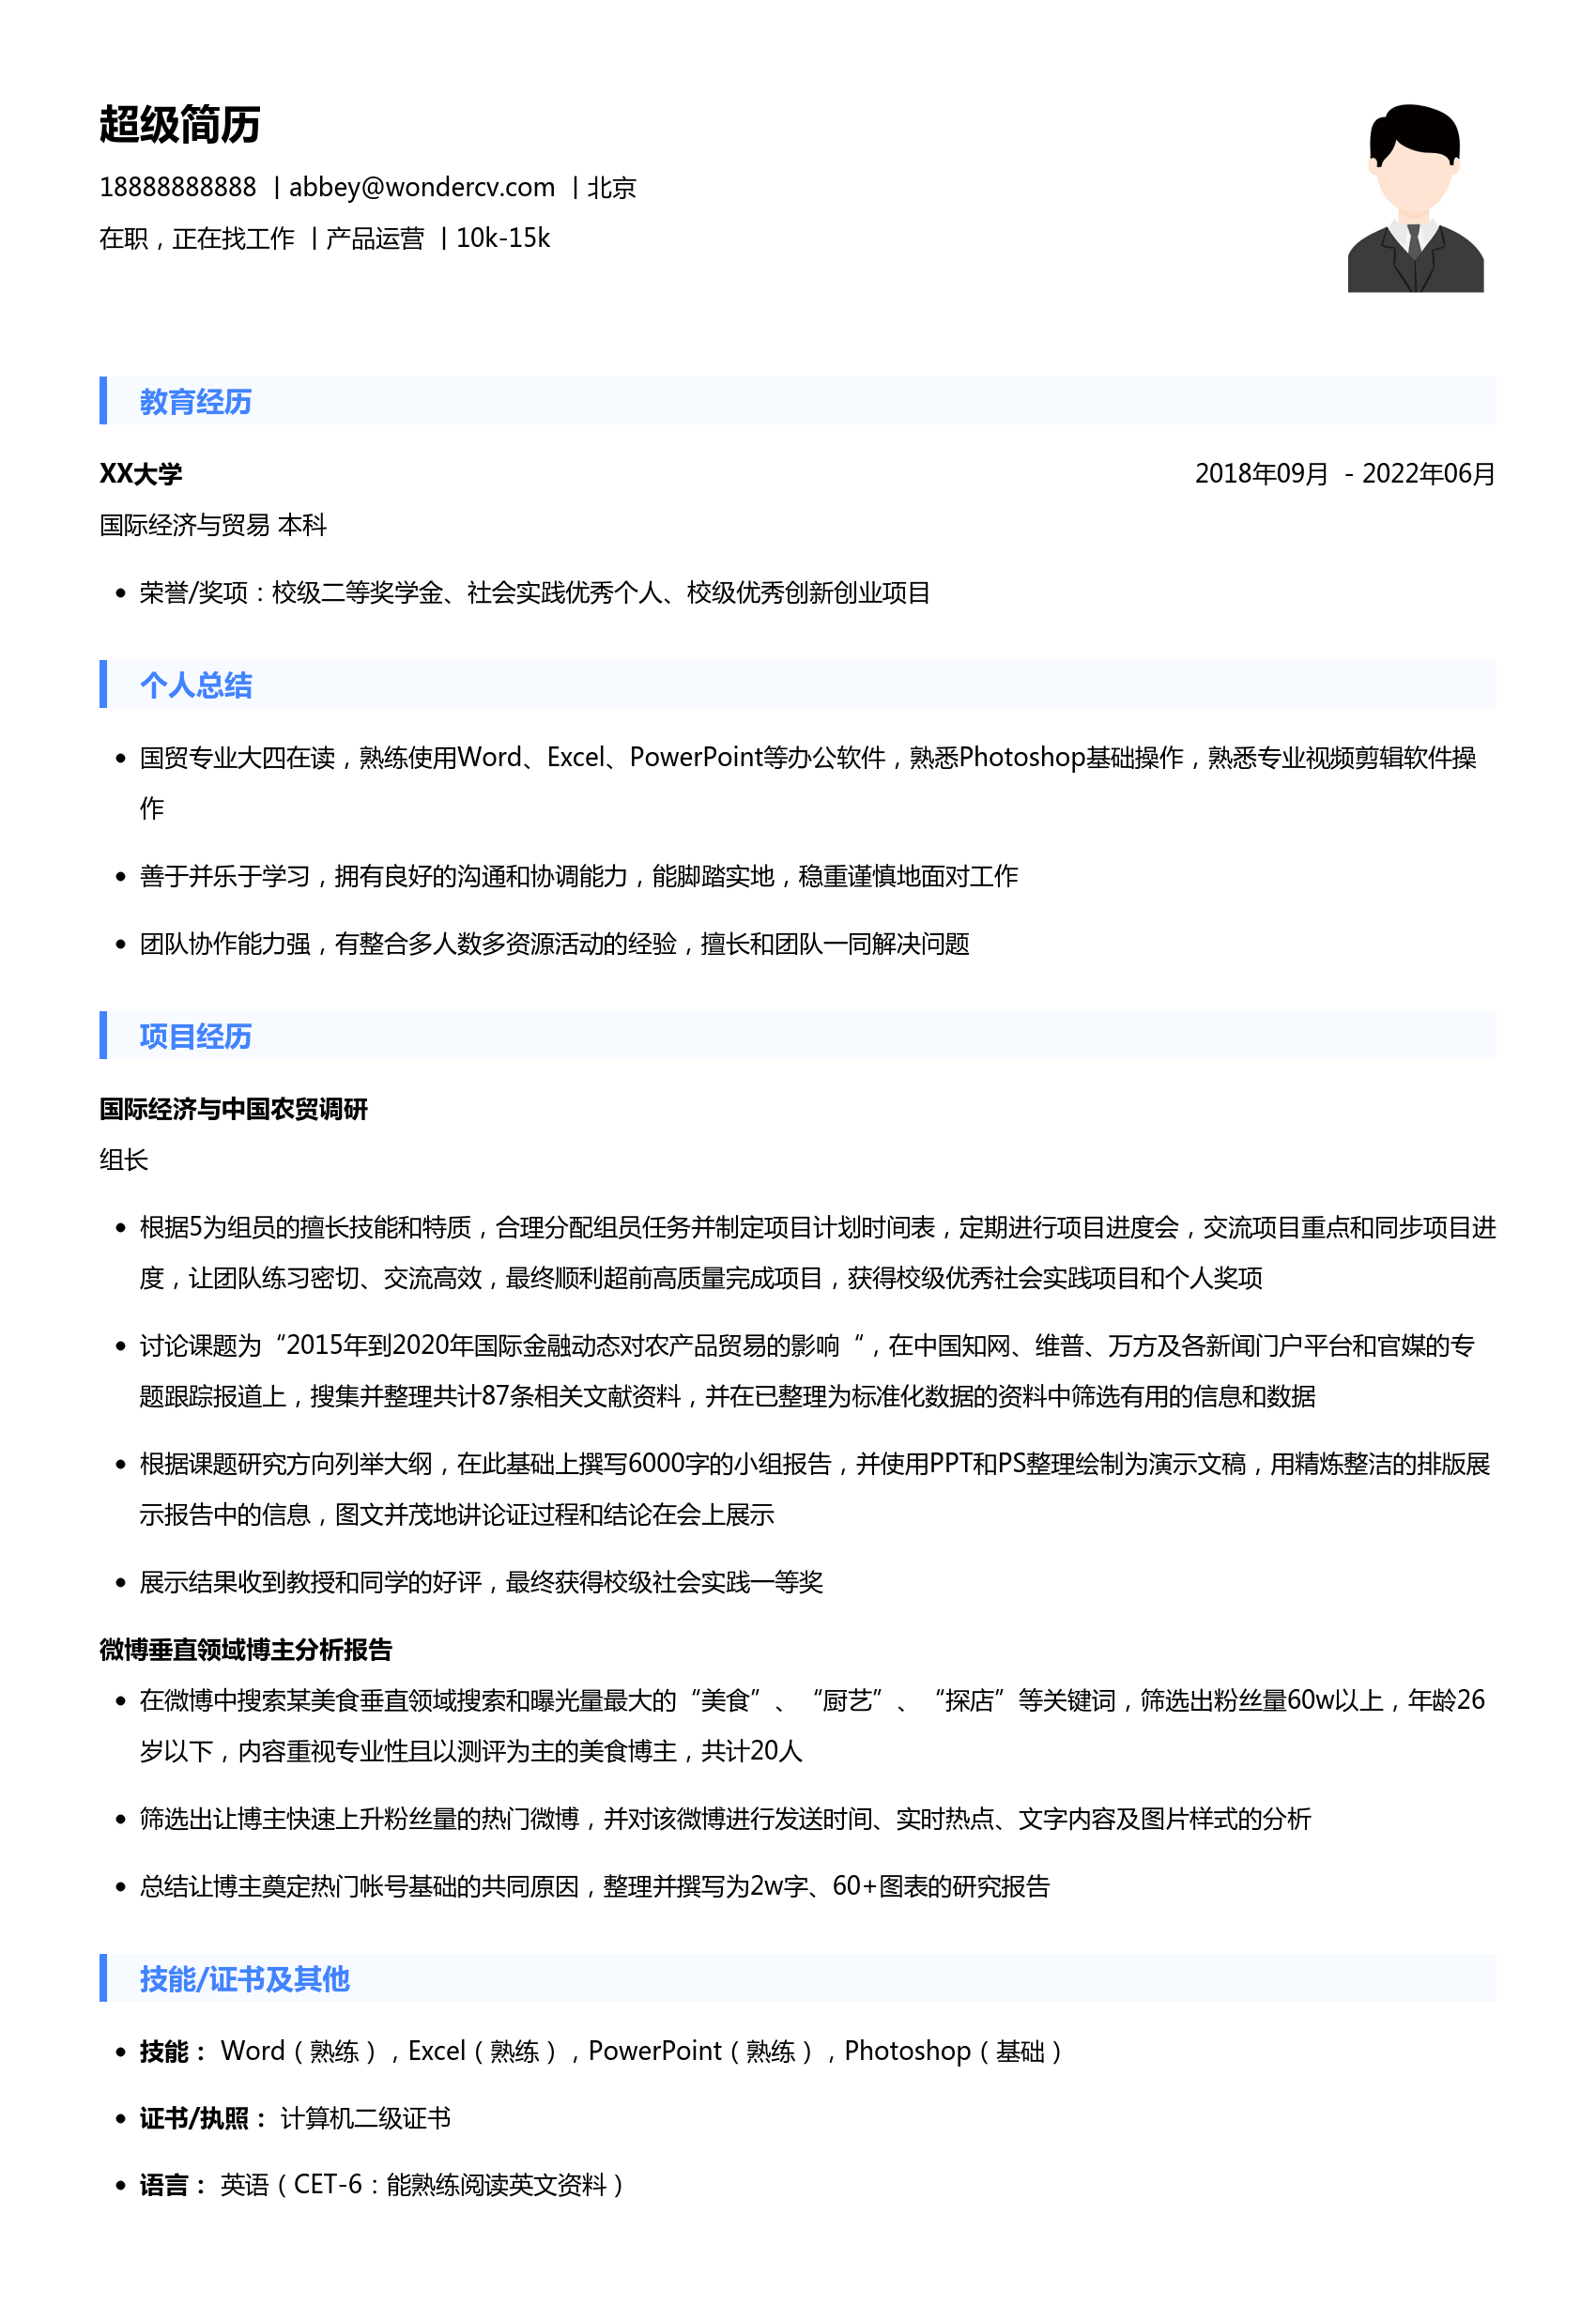 超级简历
18888888888 | abbey@wondercv.com | 北京
在职，正在找工作 | 产品运营 | 10k-15k
教育经历
XX大学 2018年09月 - 2022年06月
国际经济与贸易 本科
• 荣誉/奖项：校级二等奖学金、社会实践优秀个人、校级优秀创新创业项目
个人总结
• 国贸专业大四在读，熟练使用Word、Excel、PowerPoint等办公软件，熟悉Photoshop基础操作，熟悉专业视频剪辑软件操
作
• 善于并乐于学习，拥有良好的沟通和协调能力，能脚踏实地，稳重谨慎地面对工作
• 团队协作能力强，有整合多人数多资源活动的经验，擅长和团队一同解决问题
项目经历
国际经济与中国农贸调研
组长
• 根据5为组员的擅长技能和特质，合理分配组员任务并制定项目计划时间表，定期进行项目进度会，交流项目重点和同步项目进
度，让团队练习密切、交流高效，最终顺利超前高质量完成项目，获得校级优秀社会实践项目和个人奖项
• 讨论课题为“2015年到2020年国际金融动态对农产品贸易的影响“，在中国知网、维普、万方及各新闻门户平台和官媒的专
题跟踪报道上，搜集并整理共计87条相关文献资料，并在已整理为标准化数据的资料中筛选有用的信息和数据
• 根据课题研究方向列举大纲，在此基础上撰写6000字的小组报告，并使用PPT和PS整理绘制为演示文稿，用精炼整洁的排版展
示报告中的信息，图文并茂地讲论证过程和结论在会上展示
• 展示结果收到教授和同学的好评，最终获得校级社会实践一等奖
微博垂直领域博主分析报告
• 在微博中搜索某美食垂直领域搜索和曝光量最大的“美食”、“厨艺”、“探店”等关键词，筛选出粉丝量60w以上，年龄26
岁以下，内容重视专业性且以测评为主的美食博主，共计20人
• 筛选出让博主快速上升粉丝量的热门微博，并对该微博进行发送时间、实时热点、文字内容及图片样式的分析
• 总结让博主奠定热门帐号基础的共同原因，整理并撰写为2w字、60+图表的研究报告
技能/证书及其他
• 技能： Word（熟练），Excel（熟练），PowerPoint（熟练），Photoshop（基础）
• 证书/执照： 计算机二级证书
• 语言： 英语（CET-6：能熟练阅读英文资料）